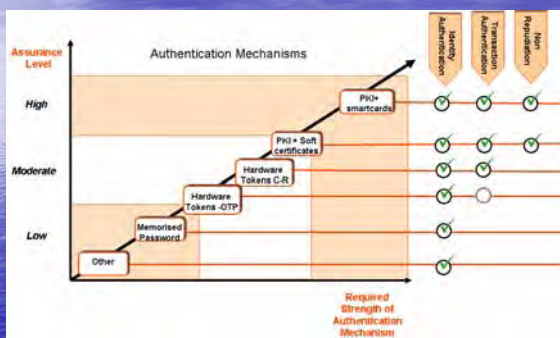 Authentication Mechanisms
Assurance
Level
High
Moderate
Low
PKI+
smartcards
PKI + Soft
certificates
Hardware
Tokens C-R
Hardware
Tokens -OTP
Memorised
Password
Other
Required
Strength of
Authentication
Mechanism
Identity
Authentication
Transaction
Authentication
Non
Repudiation